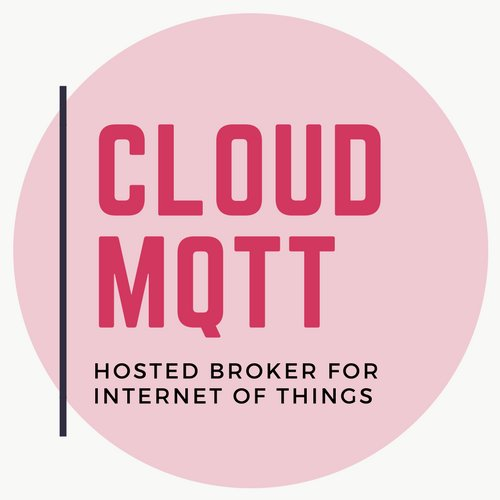 CLOUD
MQTT
HOSTED BROKER FOR
INTERNET OF THINGS